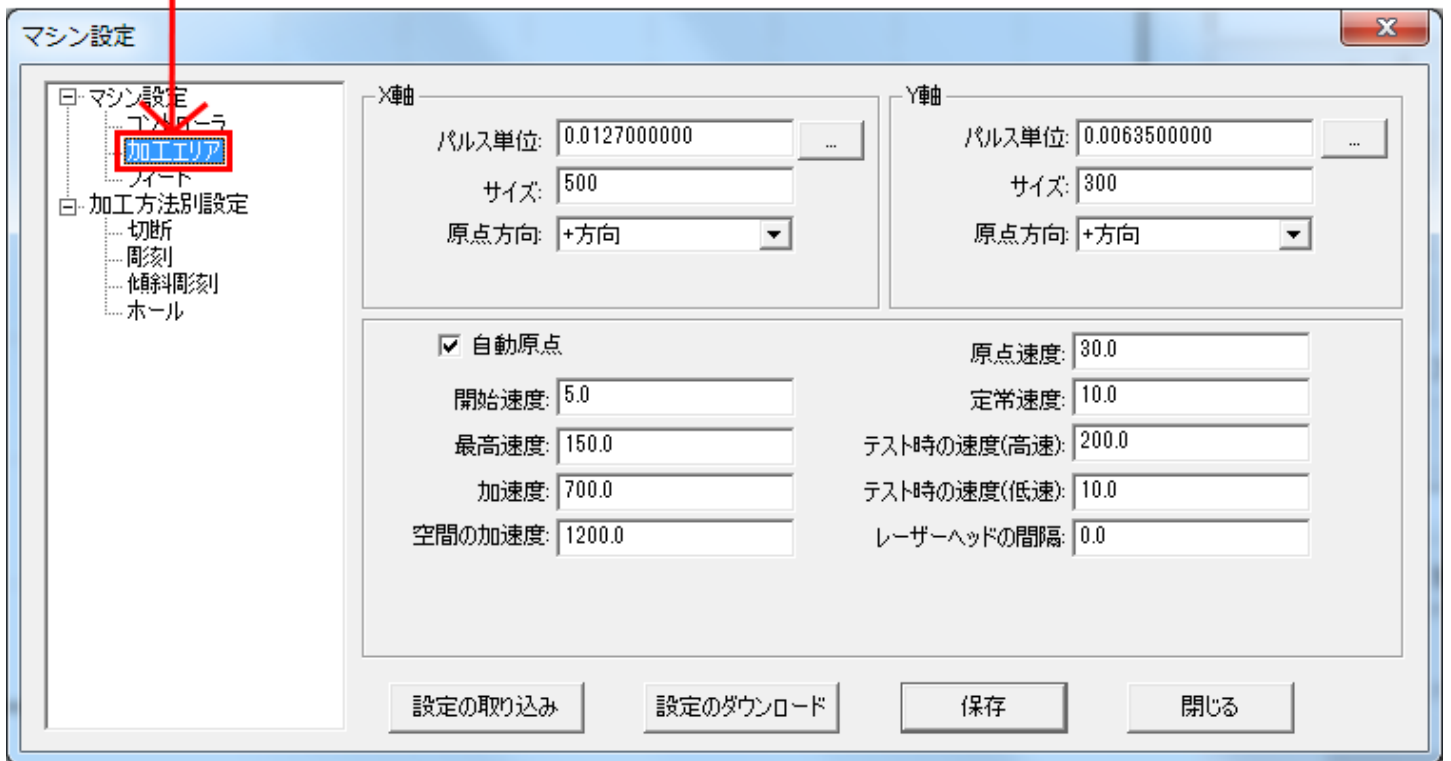 マシン設定
マシン設定
コントローラ
加工エリア
フィード
加工方法別設定
切断
彫刻
傾斜彫刻
ホール
X軸
パルス単位: 0.0127000000 ...
サイズ: 500
原点方向: +方向
Y軸
パルス単位: 0.0063500000 ...
サイズ: 300
原点方向: +方向
自動原点
開始速度: 5.0
最高速度: 150.0
加速度: 700.0
空間の加速度: 1200.0
原点速度: 30.0
定常速度: 10.0
テスト時の速度(高速): 200.0
テスト時の速度(低速): 10.0
レーザーヘッドの間隔: 0.0
設定の取り込み
設定のダウンロード
保存
閉じる